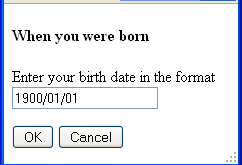 When you were born
Enter your birth date in the format
1900/01/01
OK Cancel